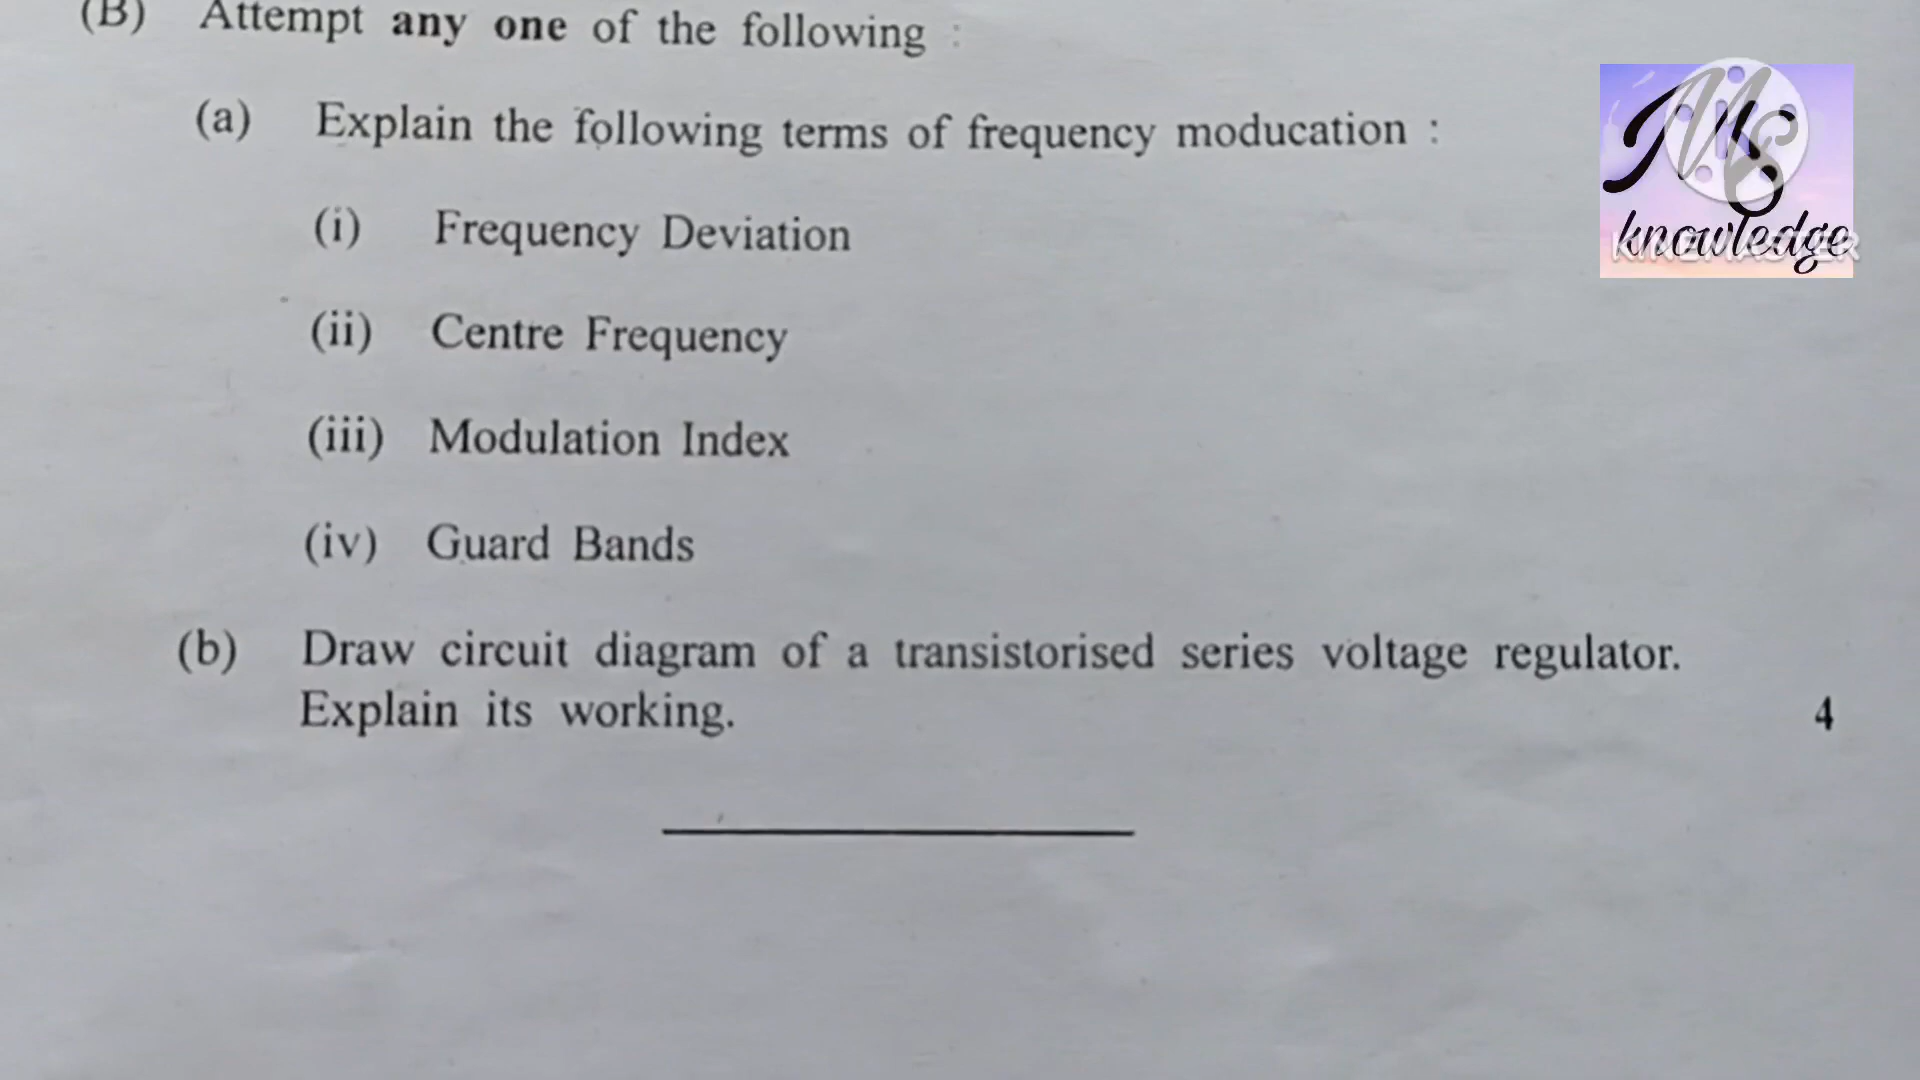 (B) Attempt any one of the following :
(a) Explain the following terms of frequency moducation :
(i) Frequency Deviation
(ii) Centre Frequency
(iii) Modulation Index
(iv) Guard Bands
(b) Draw circuit diagram of a transistorised series voltage regulator.
Explain its working.
4
knowledge
KINEMASTER